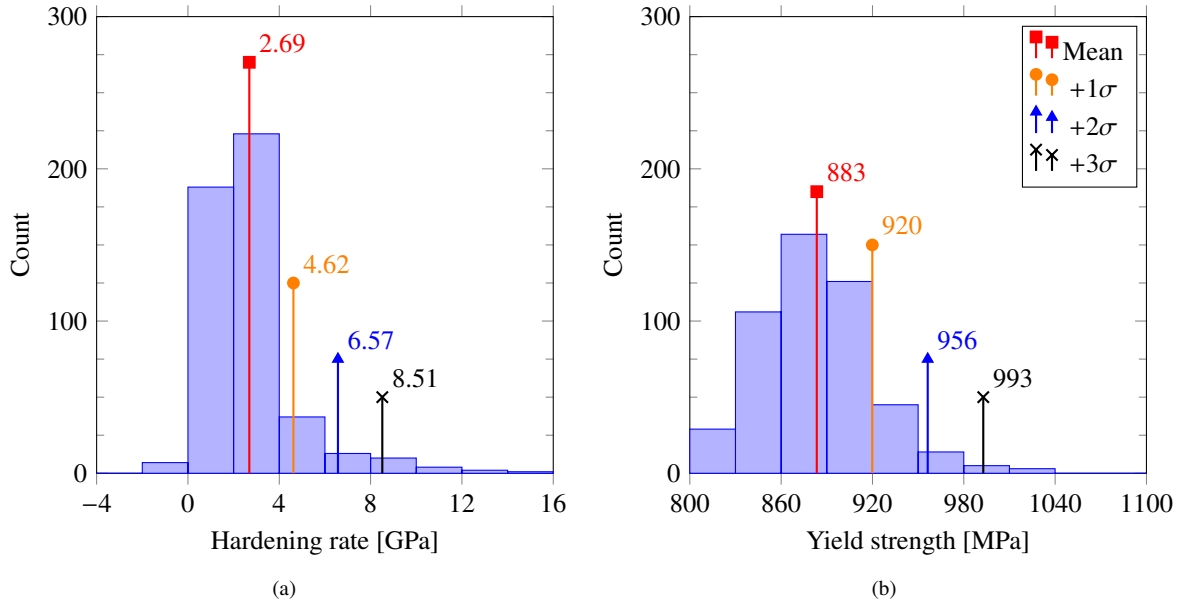 300
200
100
0
Count
2.69
4.62
6.57
8.51
−4
0
4
8
12
16
Hardening rate [GPa]
(a)
300
200
100
0
Count
883
920
956
993
Mean
+1σ
+2σ
+3σ
800
860
920
980
1040
1100
Yield strength [MPa]
(b)